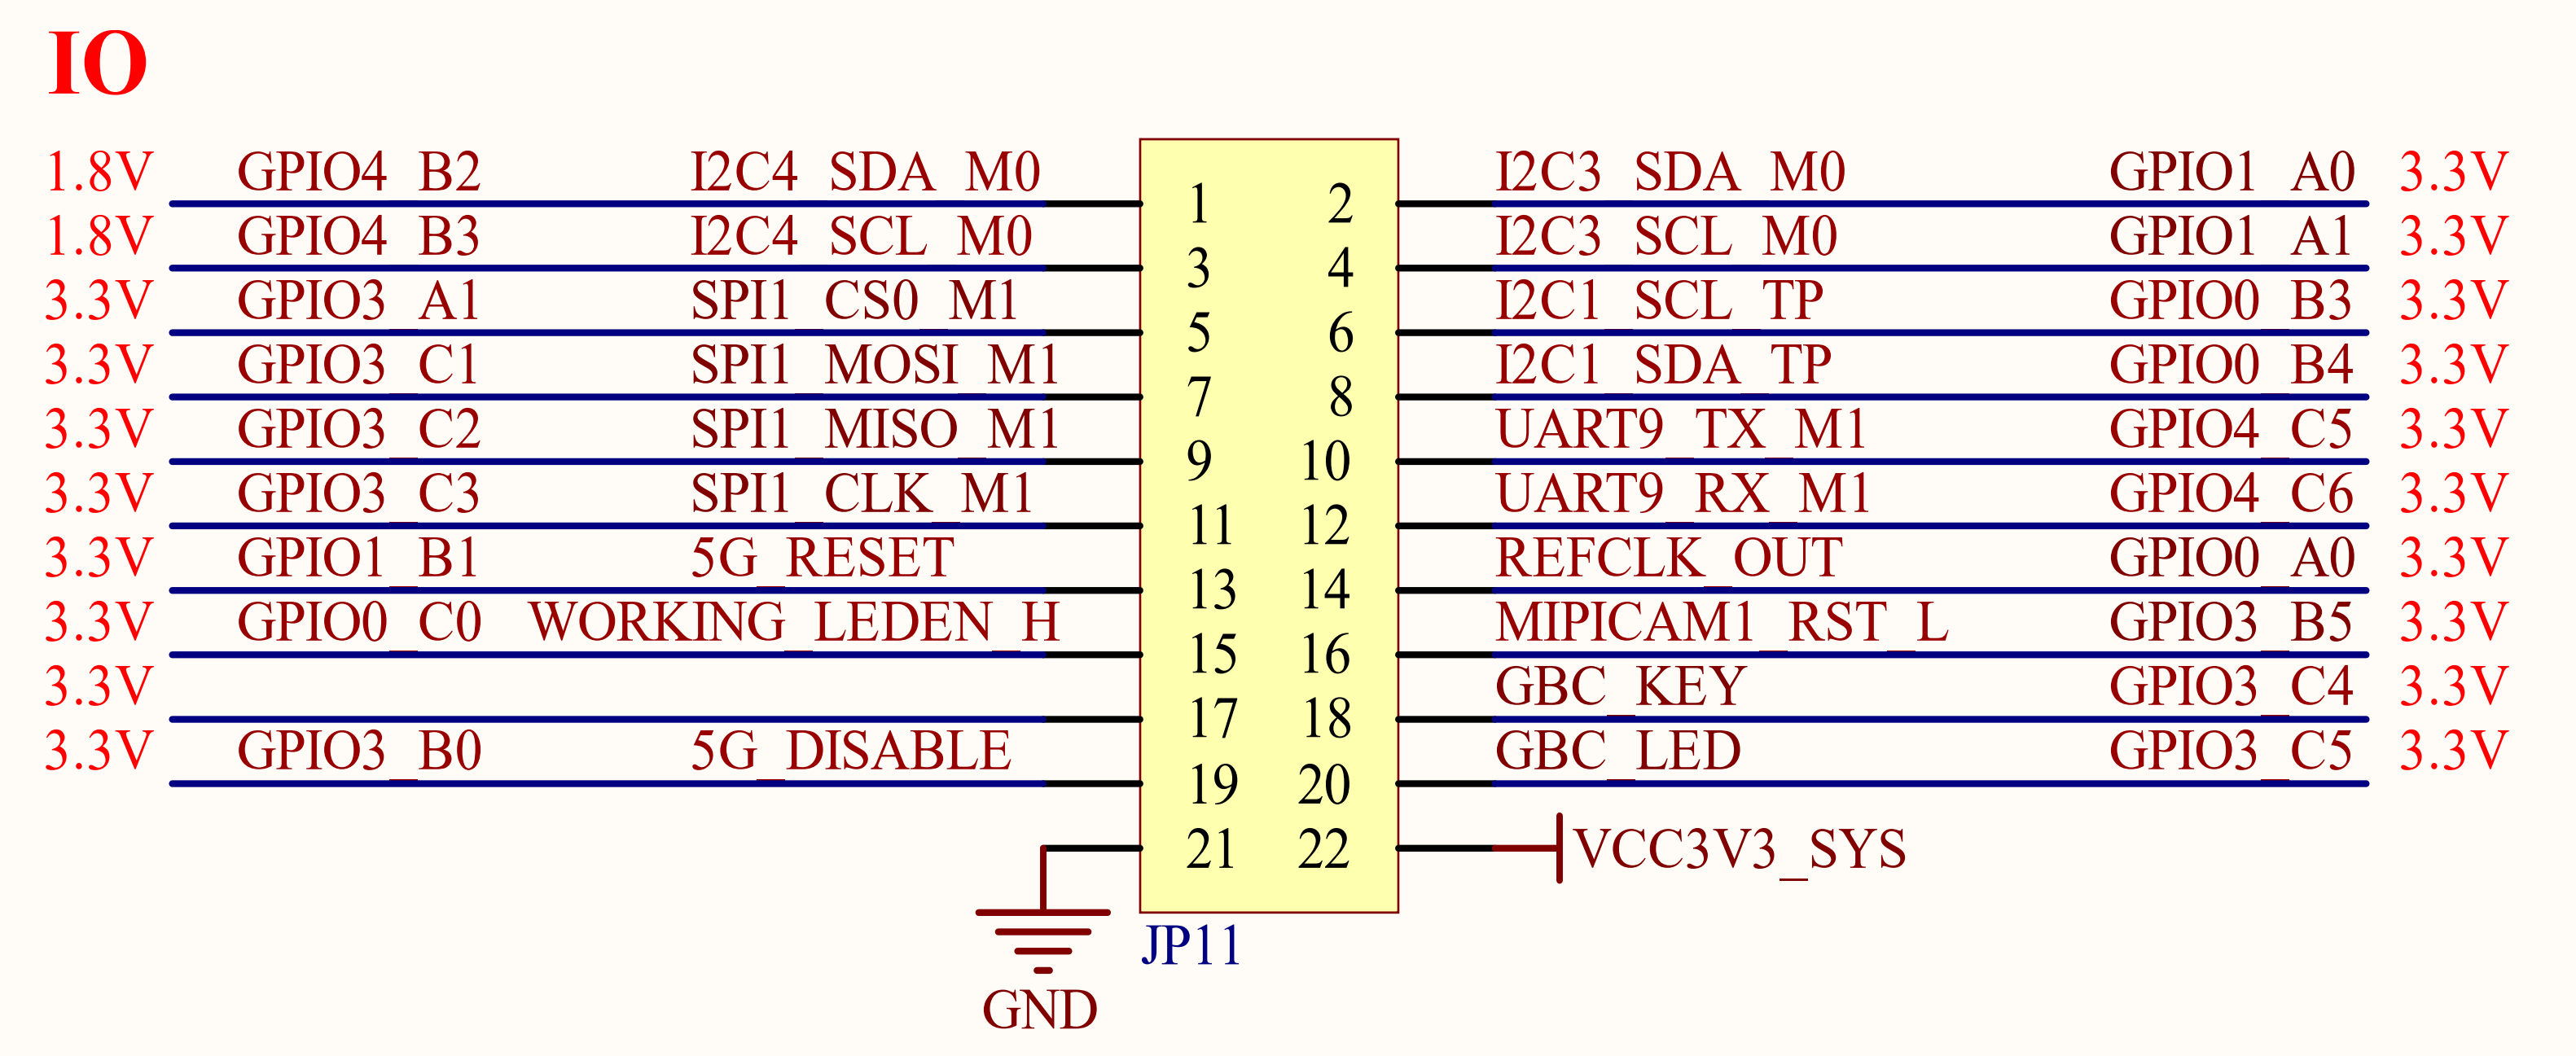 IO
1.8V GPIO4_B2 I2C4_SDA_M0 1 2 I2C3_SDA_M0 GPIO1_A0 3.3V
1.8V GPIO4_B3 I2C4_SCL_M0 3 4 I2C3_SCL_M0 GPIO1_A1 3.3V
3.3V GPIO3_A1 SPI1_CS0_M1 5 6 I2C1_SCL_TP GPIO0_B3 3.3V
3.3V GPIO3_C1 SPI1_MOSI_M1 7 8 I2C1_SDA_TP GPIO0_B4 3.3V
3.3V GPIO3_C2 SPI1_MISO_M1 9 10 UART9_TX_M1 GPIO4_C5 3.3V
3.3V GPIO3_C3 SPI1_CLK_M1 11 12 UART9_RX_M1 GPIO4_C6 3.3V
3.3V GPIO1_B1 5G_RESET 13 14 REFCLK_OUT GPIO0_A0 3.3V
3.3V GPIO0_C0 WORKING_LEDEN_H 15 16 MIPICAM1_RST_L GPIO3_B5 3.3V
3.3V 17 18 GBC_KEY GPIO3_C4 3.3V
3.3V GPIO3_B0 5G_DISABLE 19 20 GBC_LED GPIO3_C5 3.3V
21 22 VCC3V3_SYS
JP11
GND